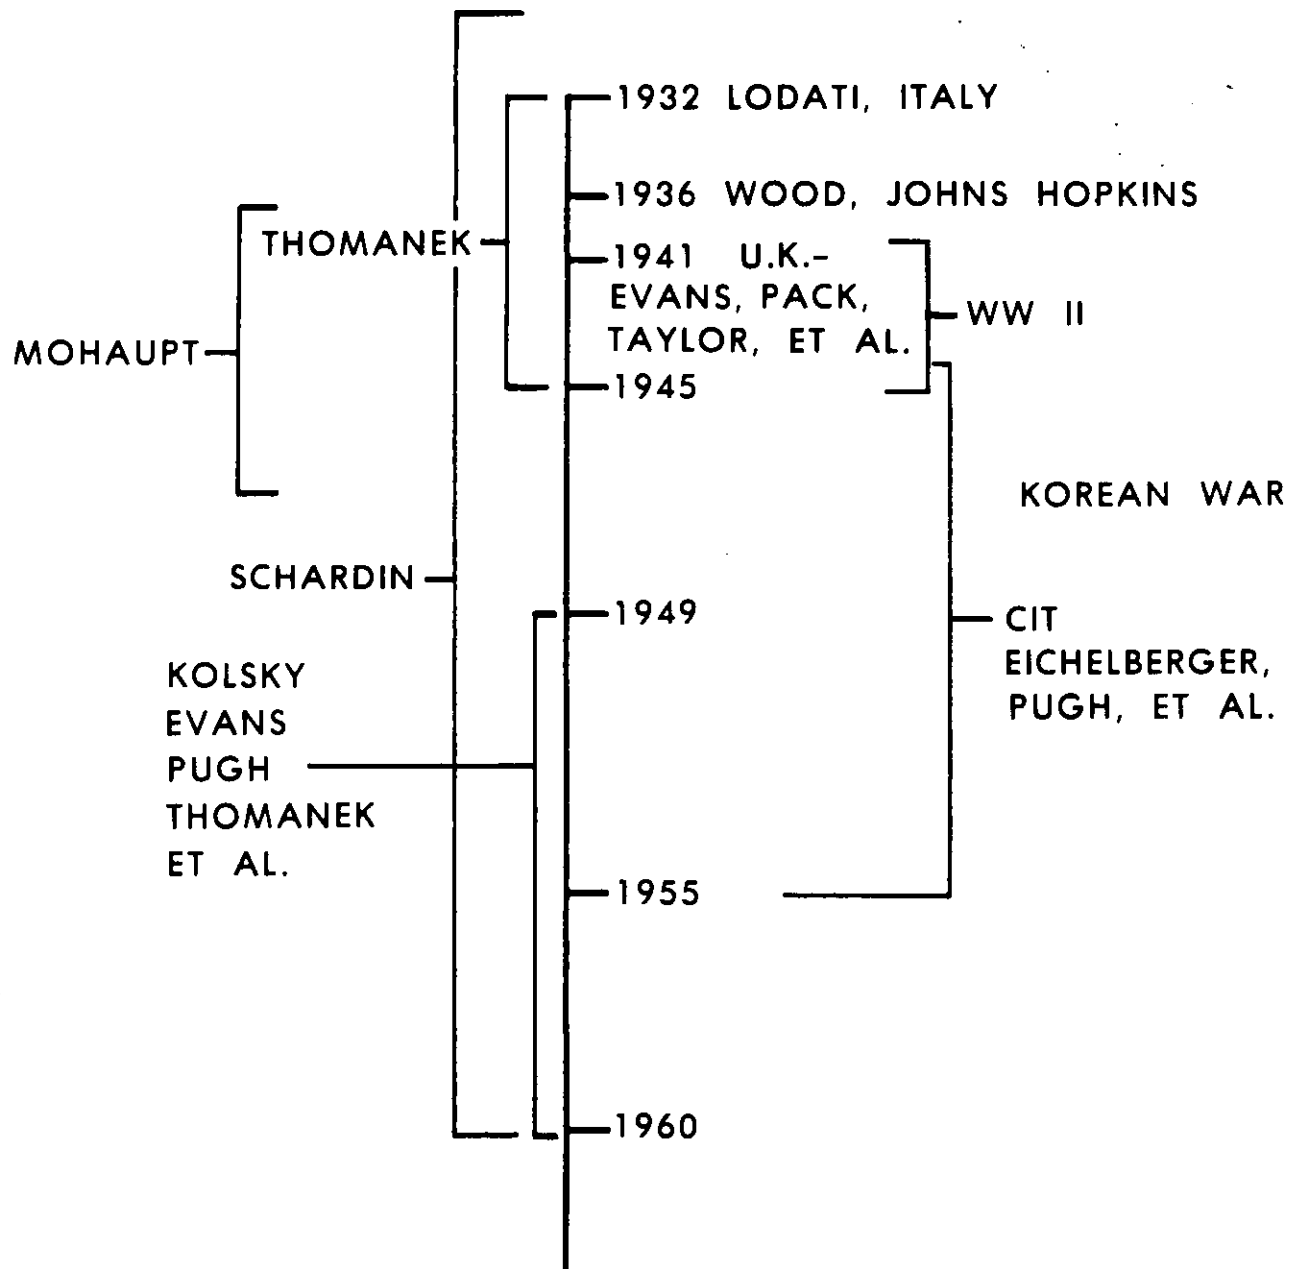 1932 LODATI, ITALY
1936 WOOD, JOHNS HOPKINS
THOMANEK
1941 U.K.-
EVANS, PACK,
TAYLOR, ET AL.
WW II
MOHAUPT
1945
KOREAN WAR
SCHARDIN
1949
CIT
EICHELBERGER,
PUGH, ET AL.
KOLSKY
EVANS
PUGH
THOMANEK
ET AL.
1955
1960